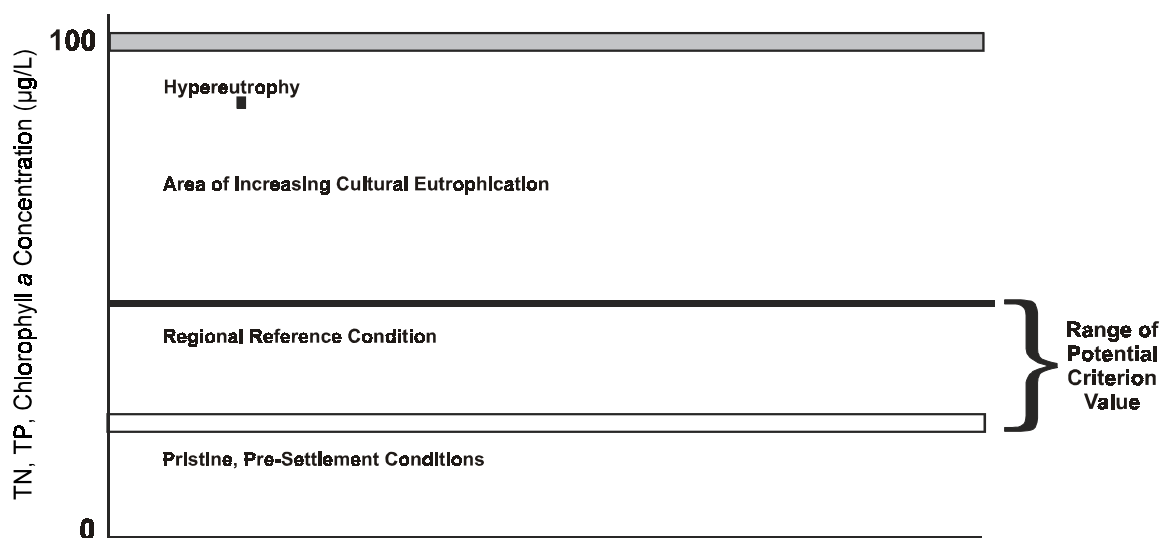 TN, TP, Chlorophyll a Concentration (µg/L)
100
Hypereutrophy
Area of Increasing Cultural Eutrophication
Regional Reference Condition
Range of
Potential
Criterion
Value
Pristine, Pre-Settlement Conditions
0